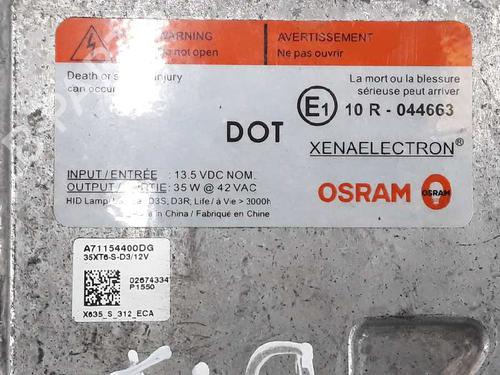 WARNING
Do not open
AVERTISSEMENT
Ne pas ouvrir
Death or injury
can occur
La mort ou la blessure
sérieuse peut arriver
E1 10 R - 044663
DOT
XENAELECTRON®
INPUT / ENTRÉE : 13.5 VDC NOM.
OUTPUT / : 35 W @ 42 VAC
HID Lamp D3S, D3R; Life / à Vie > 3000h
in China / Fabriqué en Chine
OSRAM
OSRAM
A71154400DG
35XT6-S-D3/12V
02674334
P1550
X635_S_312_ECA